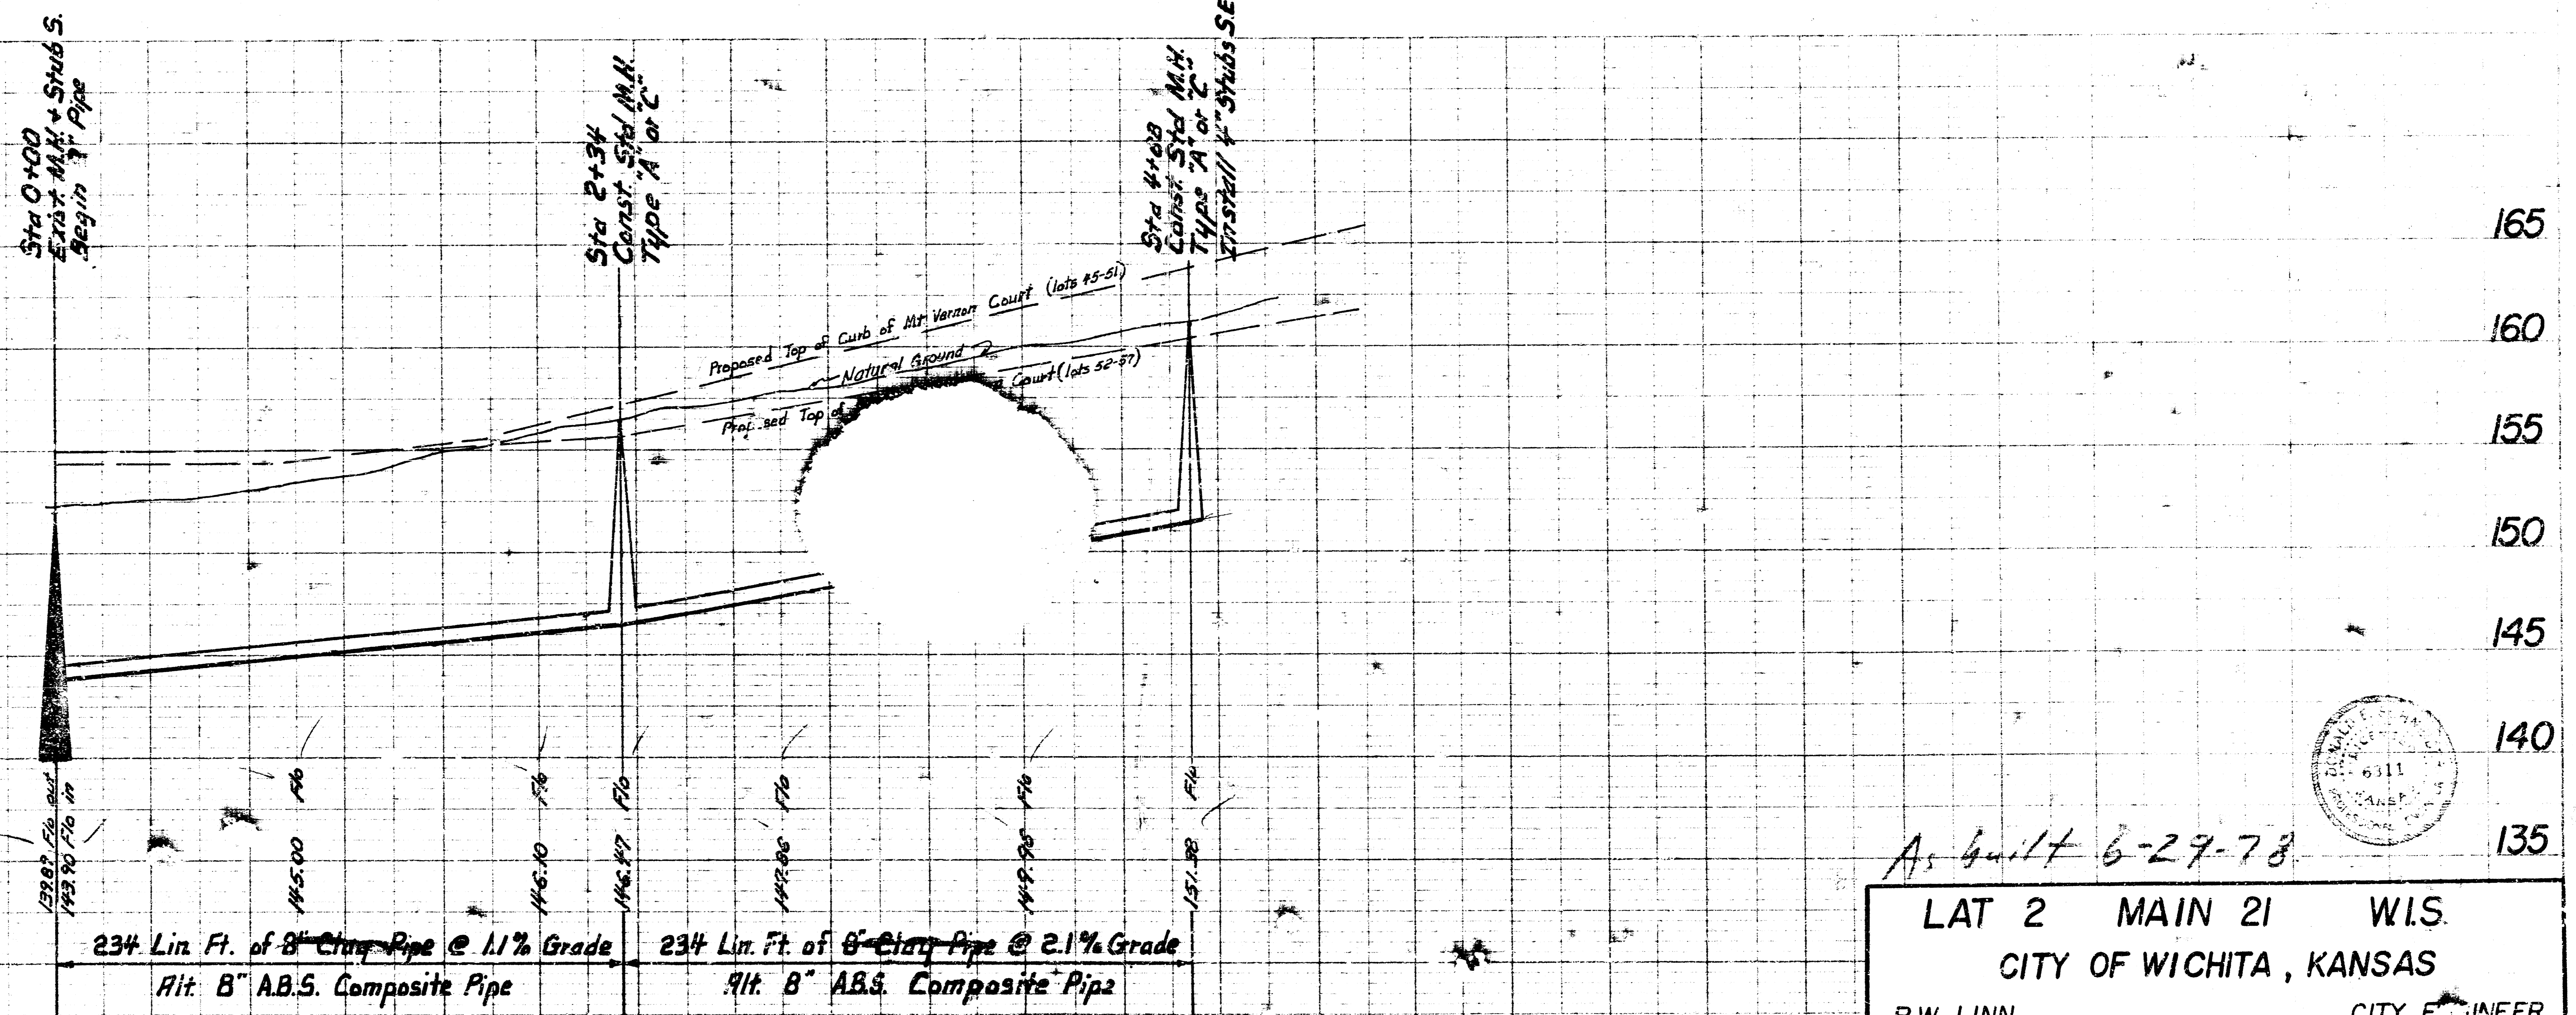 Sta 0+00
Exist. M.H. & Stub S.
Begin 8" Pipe
Sta 2+34
Const. Std M.H.
Type "A" or "C"
Sta 4+68
Const. Std M.H.
Type "A" or "C"
Install 4" Stubs S.E
165
160
155
150
145
140
135
Proposed Top of Curb of Mt. Vernon Court (lots 45-51)
Natural Ground
Proposed Top of
Court (lots 52-57)
139.89 Flo out
143.90 Flo in
145.00 Flo
146.10 Flo
146.47 Flo
147.86 Flo
149.96 Flo
151.38 Flo
234 Lin. Ft. of 8" Clay Pipe @ 1.1% Grade
Alt. 8" A.B.S. Composite Pipe
234 Lin. Ft. of 8" Clay Pipe @ 2.1% Grade
Alt. 8" A.B.S. Composite Pipe
6311
As built 6-29-78
LAT 2 MAIN 21 W.I.S.
CITY OF WICHITA, KANSAS
R.W. LINN CITY ENGINEER